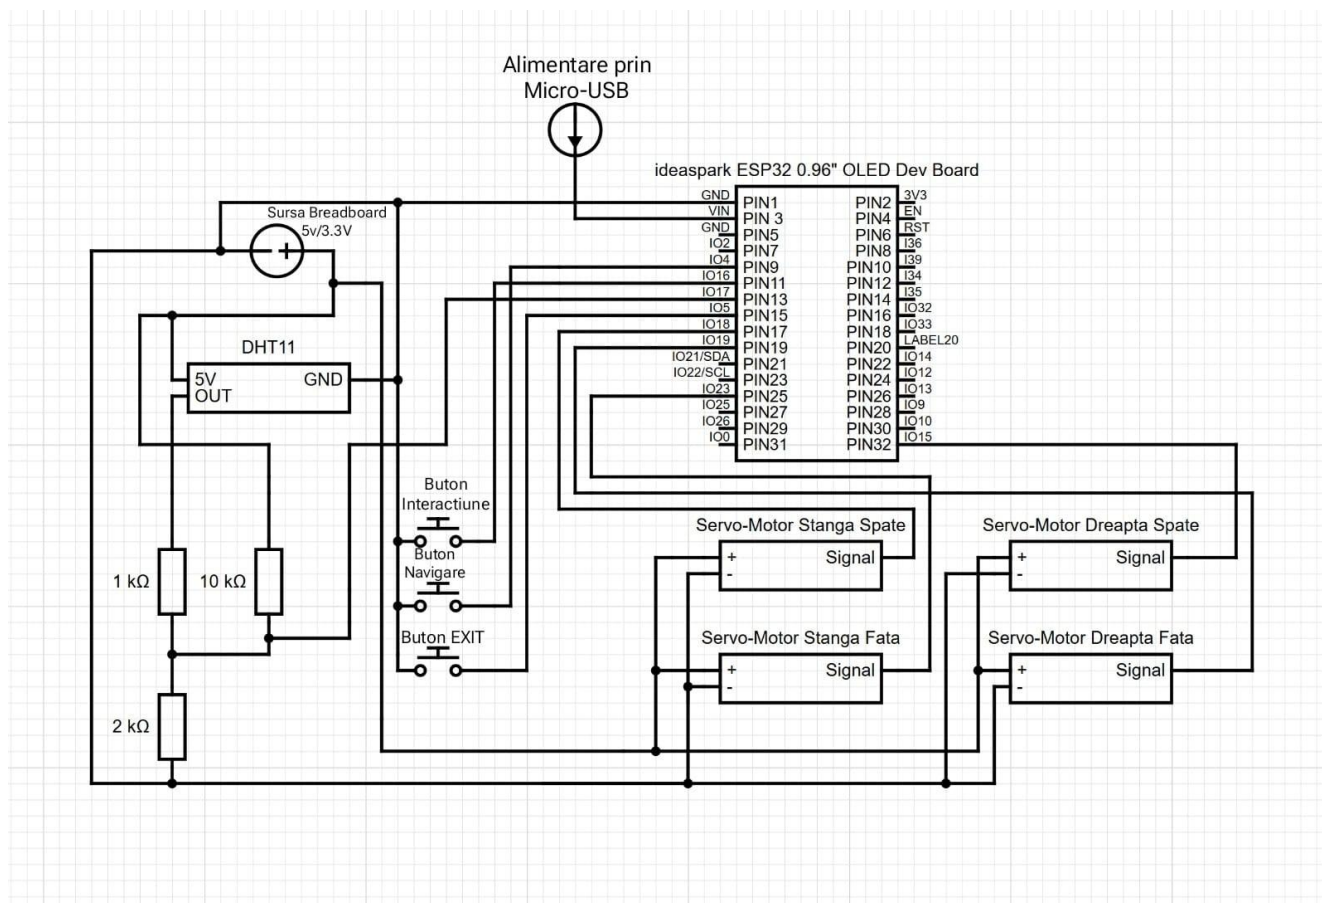 Alimentare prin
Micro-USB
ideaspark ESP32 0.96" OLED Dev Board
GND PIN1 PIN2 3V3
VIN PIN 3 PIN4 EN
GND PIN5 PIN6 RST
IO2 PIN7 PIN8 I36
IO4 PIN9 PIN10 I39
IO16 PIN11 PIN12 I34
IO17 PIN13 PIN14 I35
IO5 PIN15 PIN16 IO32
IO18 PIN17 PIN18 IO33
IO19 PIN19 PIN20 LABEL20
IO21/SDA PIN21 PIN22 IO14
IO22/SCL PIN23 PIN24 IO12
IO23 PIN25 PIN26 IO13
IO25 PIN27 PIN28 IO9
IO26 PIN29 PIN30 IO10
IO0 PIN31 PIN32 IO15
Sursa Breadboard
5v/3.3V
+
DHT11
5V GND
OUT
Buton
Interactiune
Buton
Navigare
Buton EXIT
1 kΩ 10 kΩ
2 kΩ
Servo-Motor Stanga Spate
+ Signal
-
Servo-Motor Dreapta Spate
+ Signal
-
Servo-Motor Stanga Fata
+ Signal
-
Servo-Motor Dreapta Fata
+ Signal
-